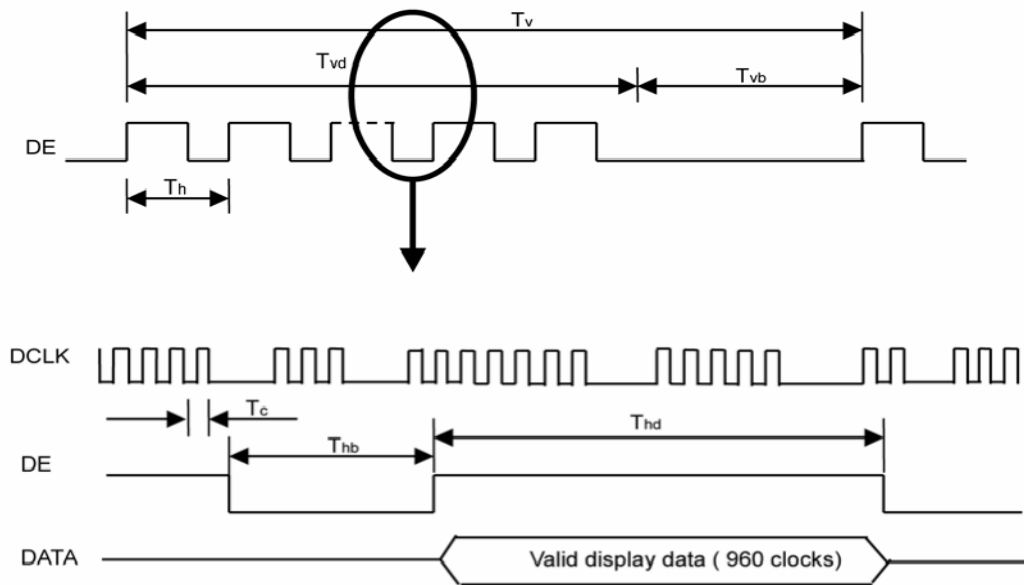 Tv
Tvd
Tvb
DE
Th
DCLK
Tc
Thd
Thb
DE
DATA
Valid display data ( 960 clocks)